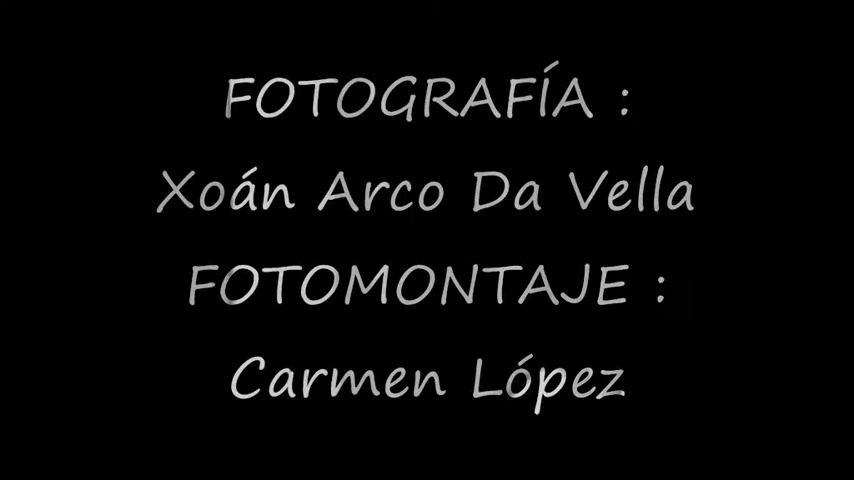 FOTOGRAFÍA :
Xoán Arco Da Vella
FOTOMONTAJE :
Carmen López